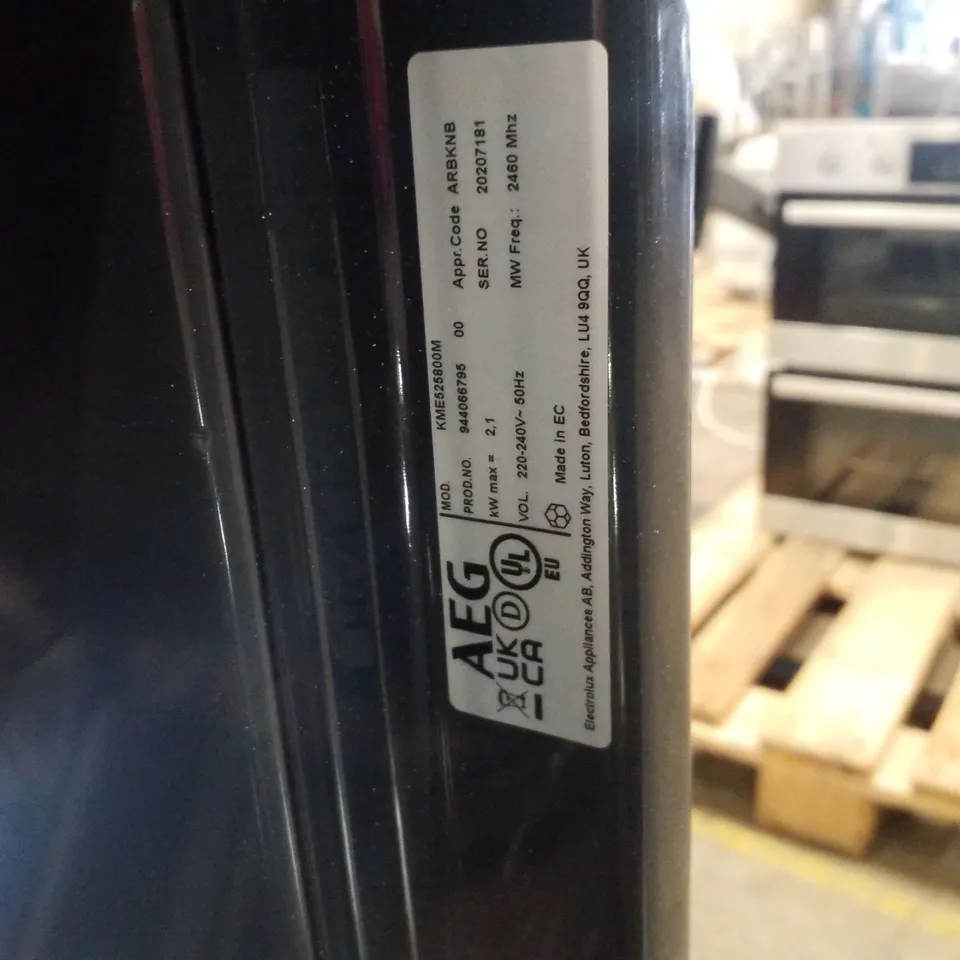 AEG
UK
CA
D
UL
EU
MOD. KME525800M
PROD.NO. 944066795 00 Appr.Code ARBKNB
kW max = 2,1 SER.NO 20207181
VOL. 220-240V~ 50Hz MW Freq.: 2460 Mhz
Made in EC
Electrolux Appliances AB, Addington Way, Luton, Bedfordshire, LU4 9QQ, UK